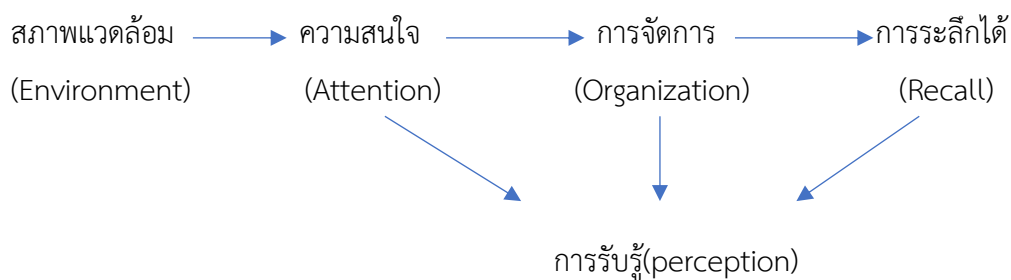 สภาพแวดล้อม ความสนใจ การจัดการ การระลึกได้
(Environment) (Attention) (Organization) (Recall)
การรับรู้(perception)